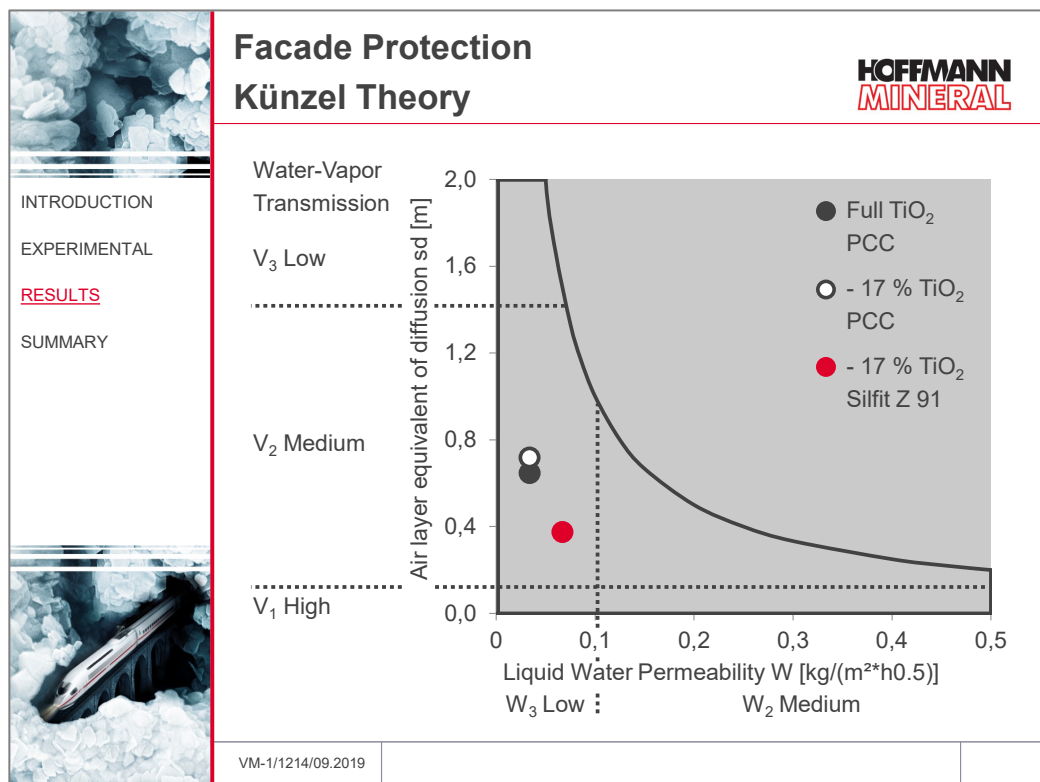 Facade Protection
Künzel Theory
HOFFMANN
MINERAL
INTRODUCTION
EXPERIMENTAL
RESULTS
SUMMARY
Water-Vapor
Transmission
V₃ Low
V₂ Medium
V₁ High
Air layer equivalent of diffusion sd [m]
2,0
1,6
1,2
0,8
0,4
0,0
Full TiO₂
PCC
- 17 % TiO₂
PCC
- 17 % TiO₂
Silfit Z 91
0 0,1 0,2 0,3 0,4 0,5
Liquid Water Permeability W [kg/(m²*h0.5)]
W₃ Low W₂ Medium
VM-1/1214/09.2019